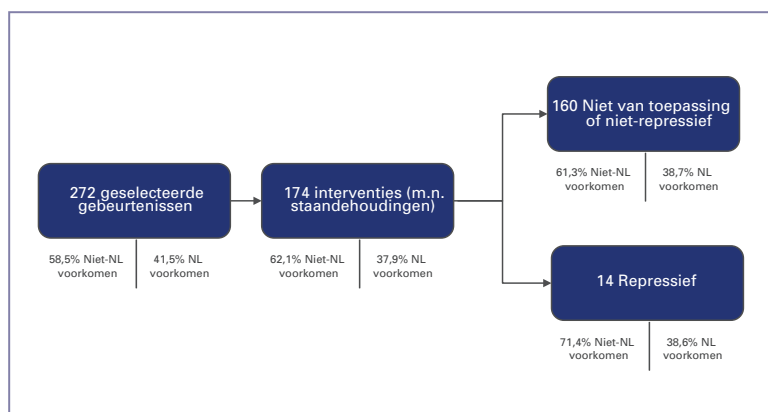 160 Niet van toepassing
of niet-repressief
61,3% Niet-NL
voorkomen
38,7% NL
voorkomen
272 geselecteerde
gebeurtenissen
58,5% Niet-NL
voorkomen
41,5% NL
voorkomen
174 interventies (m.n.
staandehoudingen)
62,1% Niet-NL
voorkomen
37,9% NL
voorkomen
14 Repressief
71,4% Niet-NL
voorkomen
38,6% NL
voorkomen